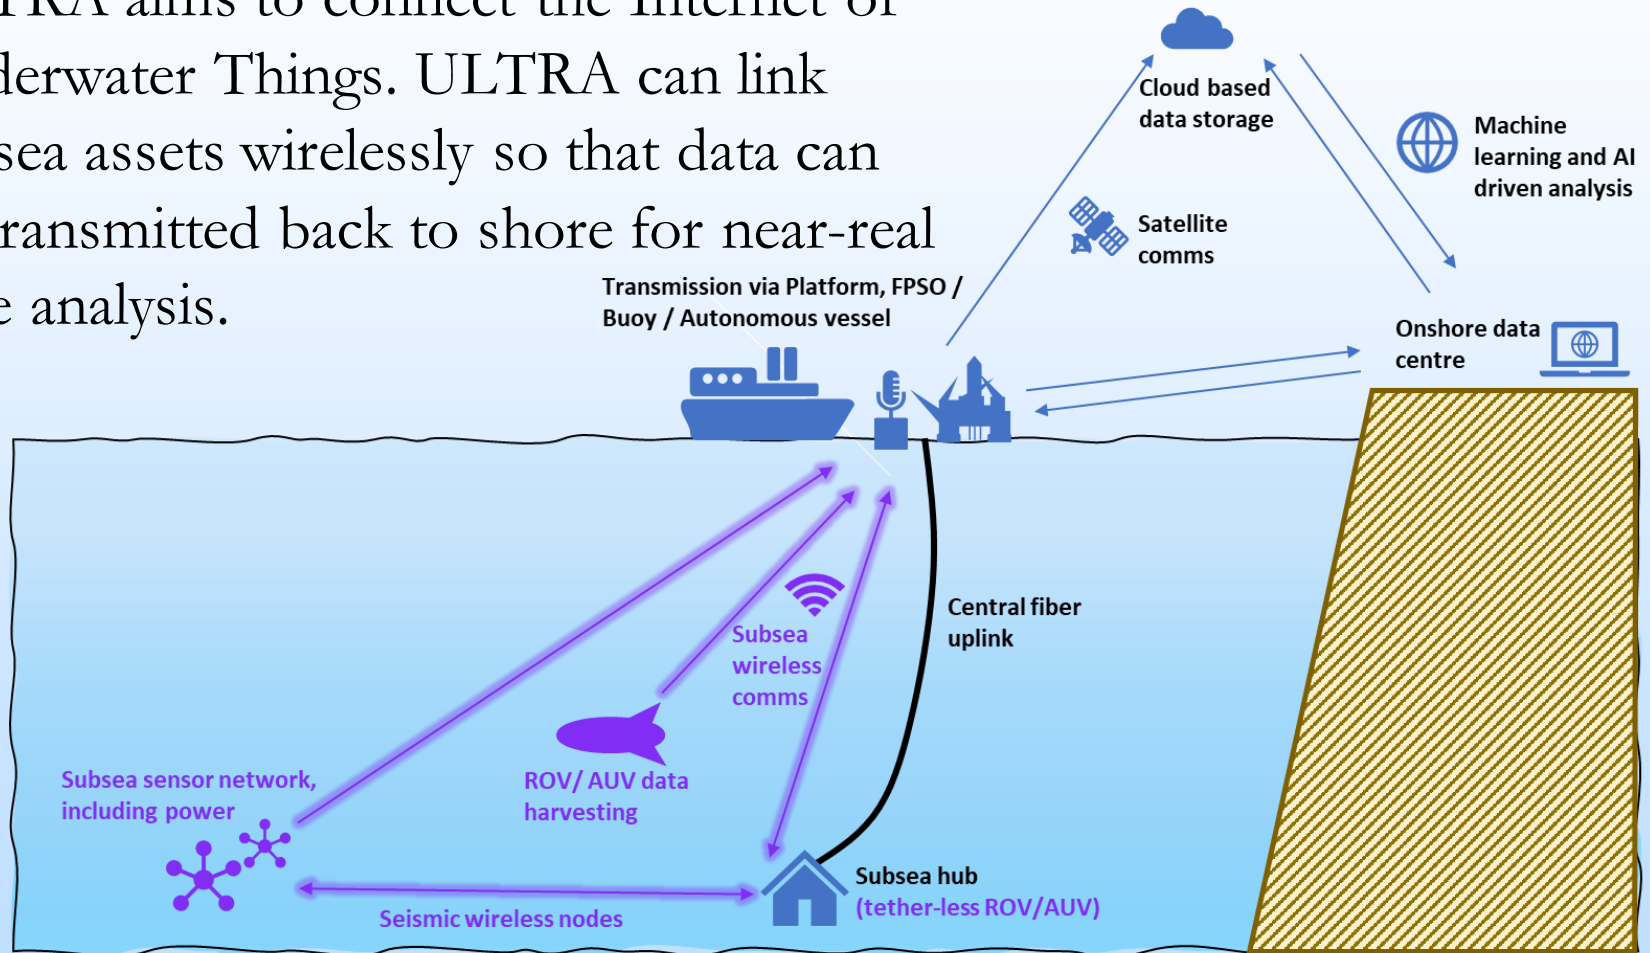 TRA aims to connect the Internet of
derwater Things. ULTRA can link
sea assets wirelessly so that data can
ransmitted back to shore for near-real
e analysis.
Cloud based
data storage
Machine
learning and AI
driven analysis
Satellite
comms
Transmission via Platform, FPSO /
Buoy / Autonomous vessel
Onshore data
centre
Central fiber
uplink
Subsea
wireless
comms
Subsea sensor network,
including power
ROV/ AUV data
harvesting
Subsea hub
(tether-less ROV/AUV)
Seismic wireless nodes